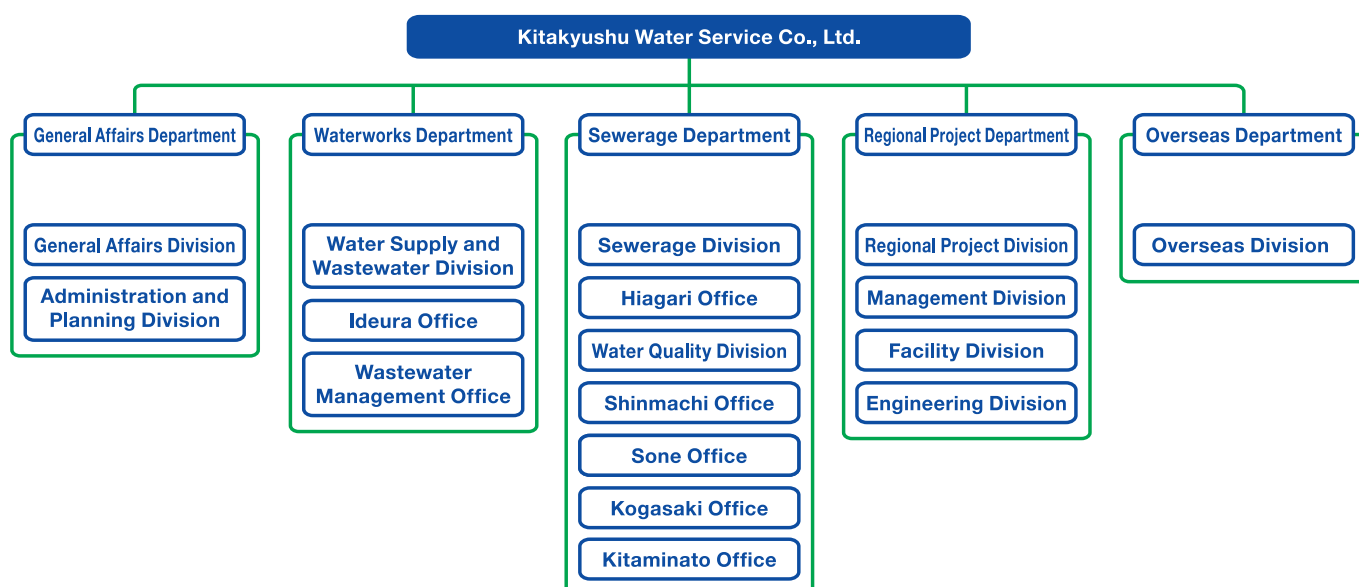 Kitakyushu Water Service Co., Ltd.
General Affairs Department
General Affairs Division
Administration and
Planning Division
Waterworks Department
Water Supply and
Wastewater Division
Ideura Office
Wastewater
Management Office
Sewerage Department
Sewerage Division
Hiagari Office
Water Quality Division
Shinmachi Office
Sone Office
Kogasaki Office
Kitaminato Office
Regional Project Department
Regional Project Division
Management Division
Facility Division
Engineering Division
Overseas Department
Overseas Division